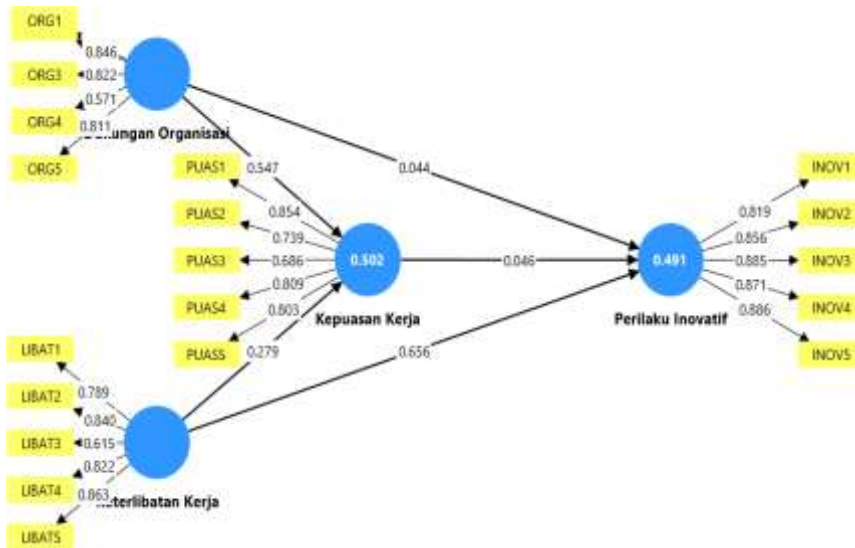 ORG1
0.846
ORG3
0.822
0.571
ORG4
0.811
Organisasi
ORG5
0.547
0.044
PUAS1
0.854
PUAS2
0.739
PUAS3
0.686
0.809
PUAS4
0.803
PUAS5
0.502
Kepuasan Kerja
0.046
0.279
0.656
0.491
Perilaku Inovatif
INOV1
0.819
INOV2
0.856
INOV3
0.885
0.871
INOV4
0.886
INOV5
LIBAT1
0.789
LIBAT2
0.840
LIBAT3
0.615
0.822
LIBAT4
0.863
Kerja
LIBAT5